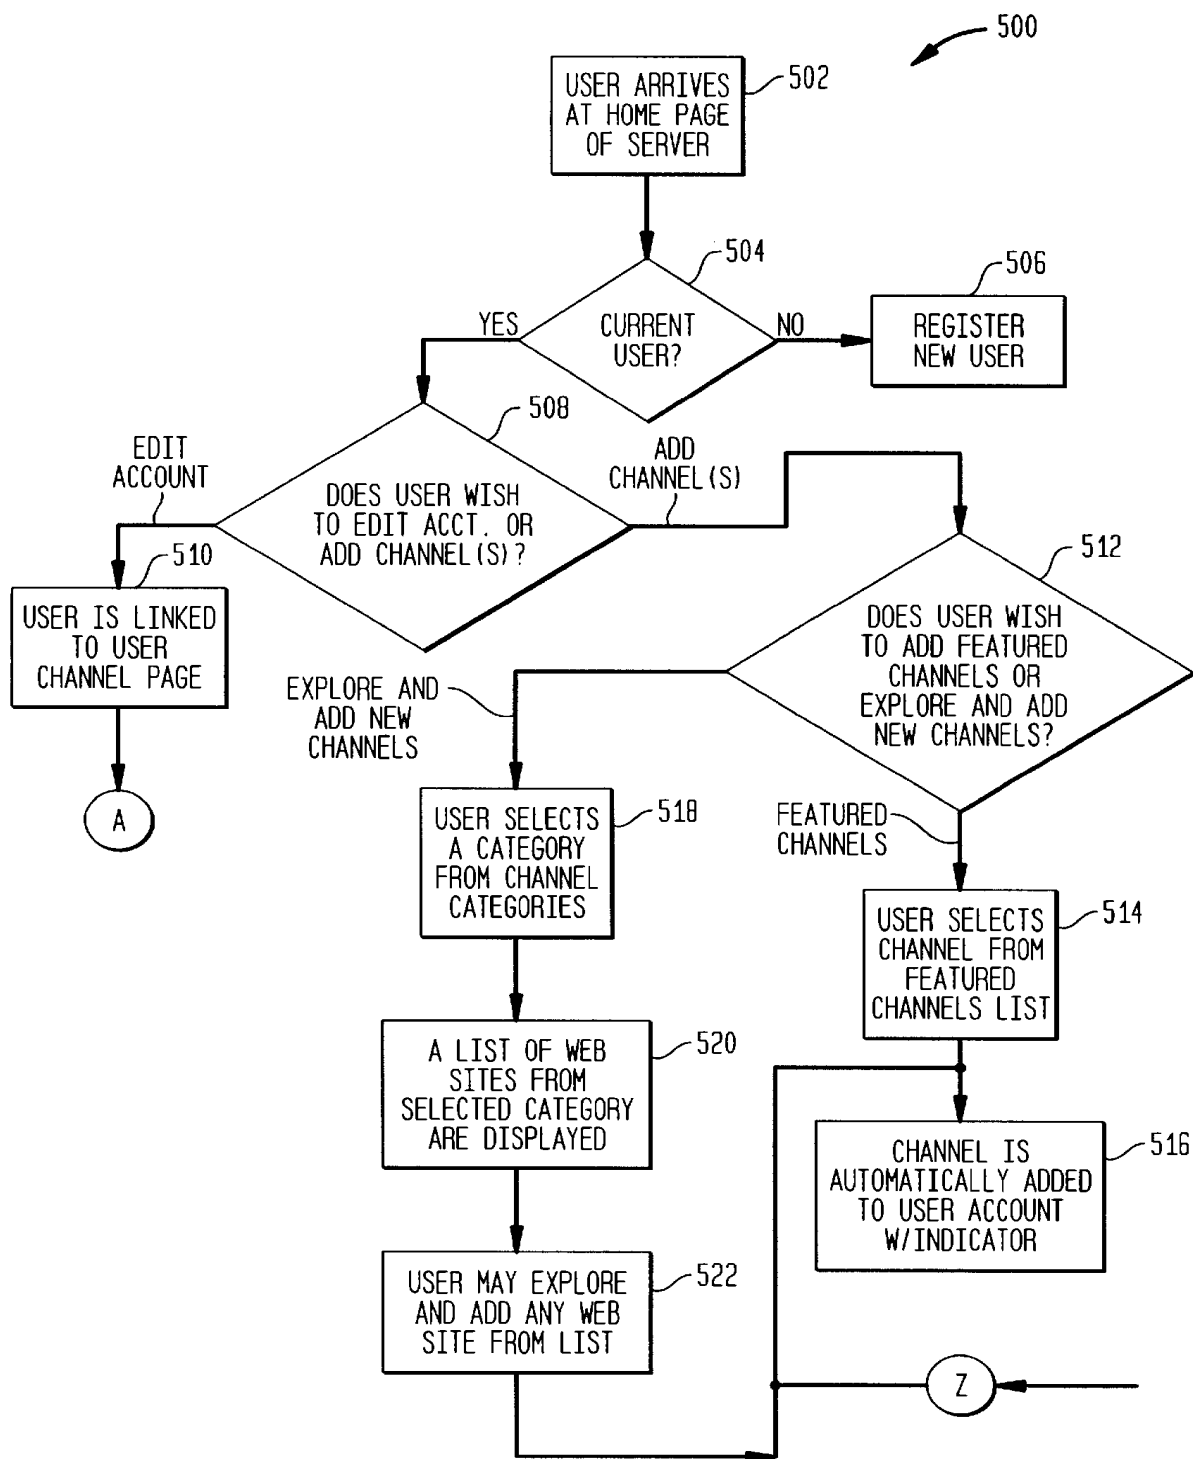 500
USER ARRIVES
AT HOME PAGE
OF SERVER
502
504
CURRENT
USER?
YES
NO
506
REGISTER
NEW USER
508
DOES USER WISH
TO EDIT ACCT. OR
ADD CHANNEL(S)?
EDIT
ACCOUNT
ADD
CHANNEL(S)
510
USER IS LINKED
TO USER
CHANNEL PAGE
A
512
DOES USER WISH
TO ADD FEATURED
CHANNELS OR
EXPLORE AND ADD
NEW CHANNELS?
EXPLORE AND
ADD NEW
CHANNELS
FEATURED
CHANNELS
518
USER SELECTS
A CATEGORY
FROM CHANNEL
CATEGORIES
514
USER SELECTS
CHANNEL FROM
FEATURED
CHANNELS LIST
520
A LIST OF WEB
SITES FROM
SELECTED CATEGORY
ARE DISPLAYED
516
CHANNEL IS
AUTOMATICALLY ADDED
TO USER ACCOUNT
W/INDICATOR
522
USER MAY EXPLORE
AND ADD ANY WEB
SITE FROM LIST
Z